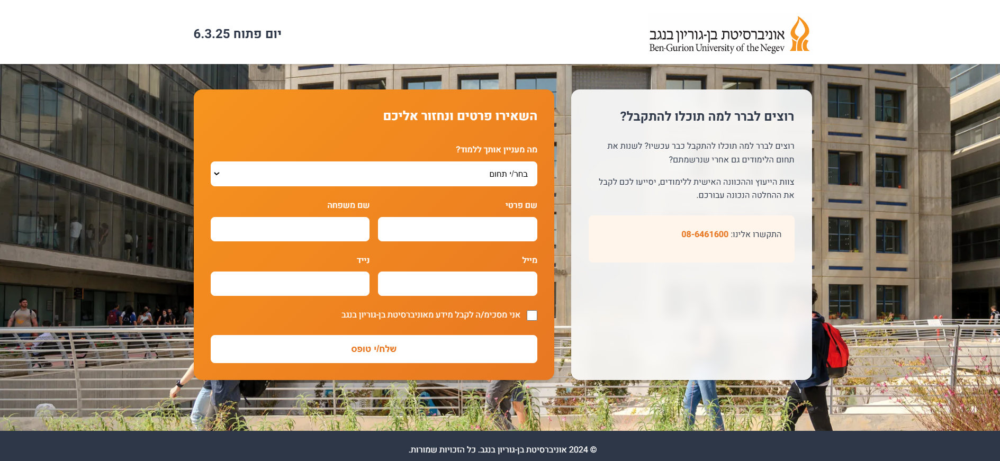 אוניברסיטת בן-גוריון בנגב
Ben-Gurion University of the Negev
יום פתוח 6.3.25
רוצים לברר למה תוכלו להתקבל?
רוצים לברר למה תוכלו להתקבל כבר עכשיו? לשנות את
תחום הלימודים גם אחרי שנרשמתם?
צוות הייעוץ וההכוונה האישית ללימודים, יסייעו לכם לקבל
את ההחלטה הנכונה עבורכם.
התקשרו אלינו: 08-6461600
השאירו פרטים ונחזור אליכם
מה מעניין אותך ללמוד?
בחר/י תחום
שם פרטי
שם משפחה
מייל
נייד
אני מסכימ/ה לקבל מידע מאוניברסיטת בן-גוריון בנגב
שלח/י טופס
© 2024 אוניברסיטת בן-גוריון בנגב. כל הזכויות שמורות.